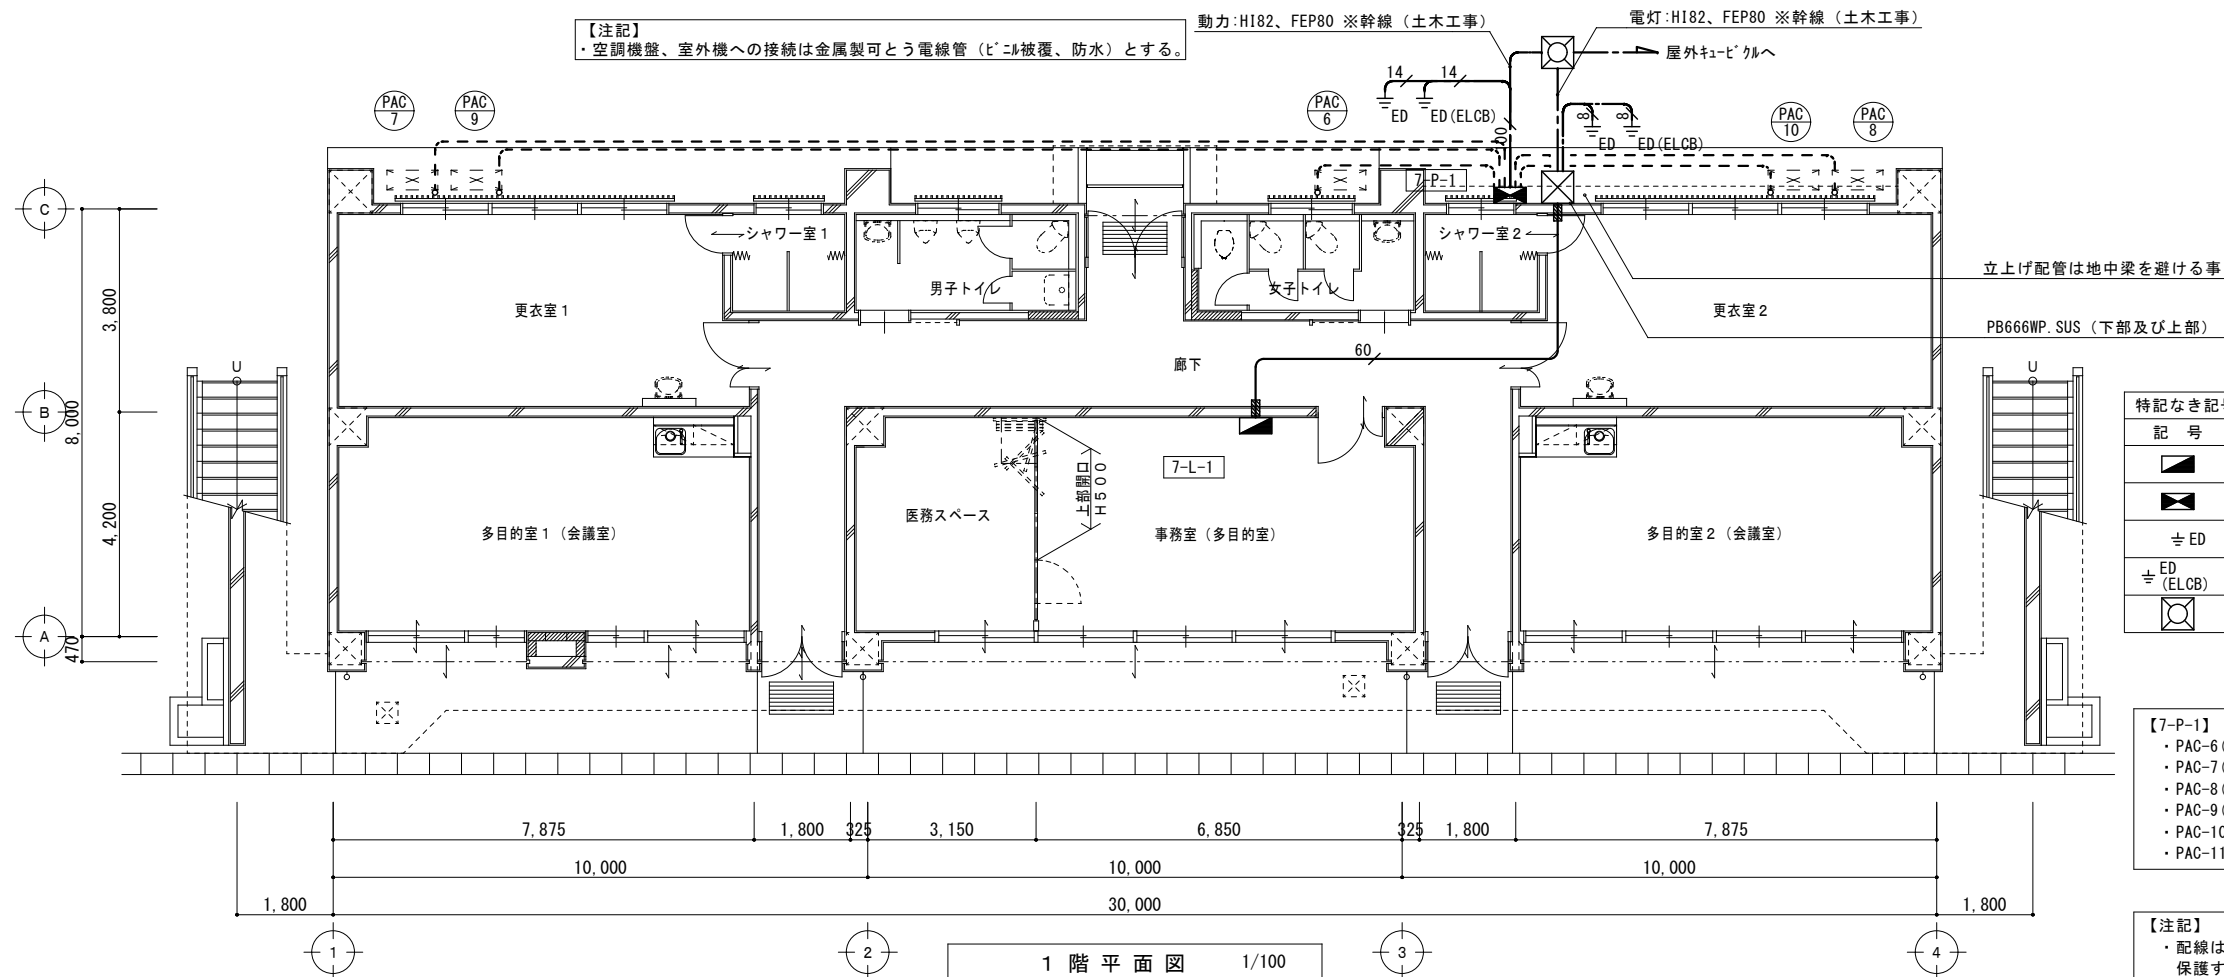 【注記】
・空調機盤、室外機への接続は金属製可とう電線管（ﾋﾞﾆﾙ被覆、防水）とする。
動力:HI82、FEP80 ※幹線（土木工事）
電灯:HI82、FEP80 ※幹線（土木工事）
屋外ｷｭｰﾋﾞｸﾙへ
14 14
ED ED(ELCB)
8 8
ED ED(ELCB)
PAC 7
PAC 9
PAC 6
PAC 10
PAC 8
7-P-1
C
シャワー室1
シャワー室2
男子トイレ
女子トイレ
更衣室1
更衣室2
立上げ配管は地中梁を避ける事
PB666WP.SUS（下部及び上部）
3,800
60
廊下
U
U
B
8,000
4,200
7-L-1
上部開口
H500
医務スペース
多目的室1（会議室）
事務室（多目的室）
多目的室2（会議室）
A
470
特記なき記号
記 号
ED
ED
(ELCB)
【7-P-1】
・PAC-6(
・PAC-7(
・PAC-8(
・PAC-9(
・PAC-10
・PAC-11
7,875 1,800 325 3,150 6,850 325 1,800 7,875
10,000 10,000 10,000
1,800 30,000 1,800
1 2 3 4
【注記】
・配線は
保護す
1階平面図 1/100